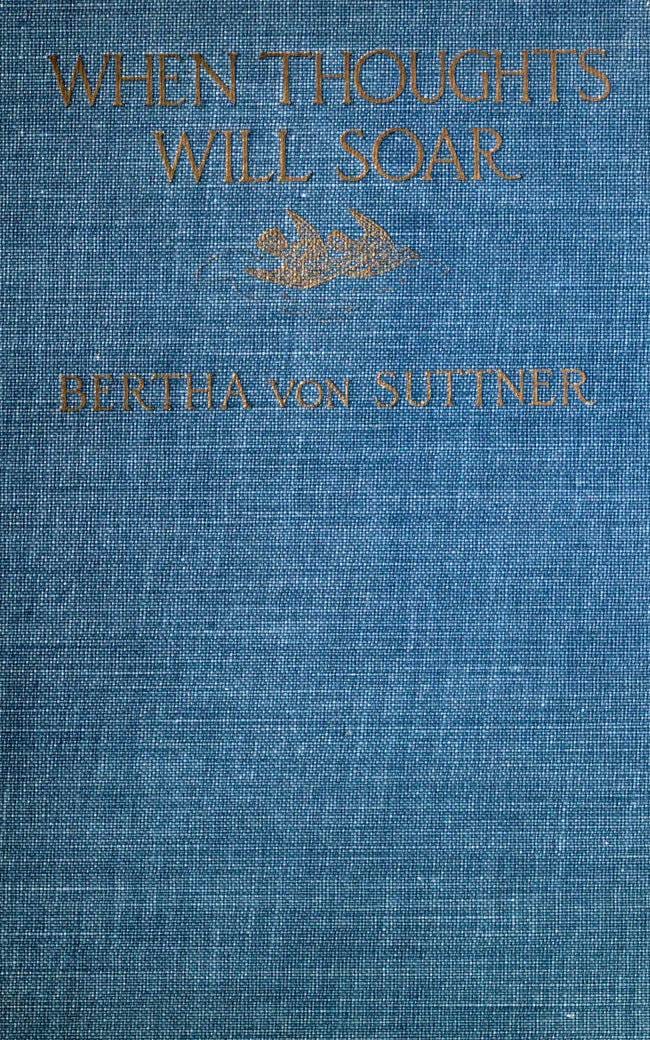 WHEN THOUGHTS
WILL SOAR
BERTHA VON SUTTNER